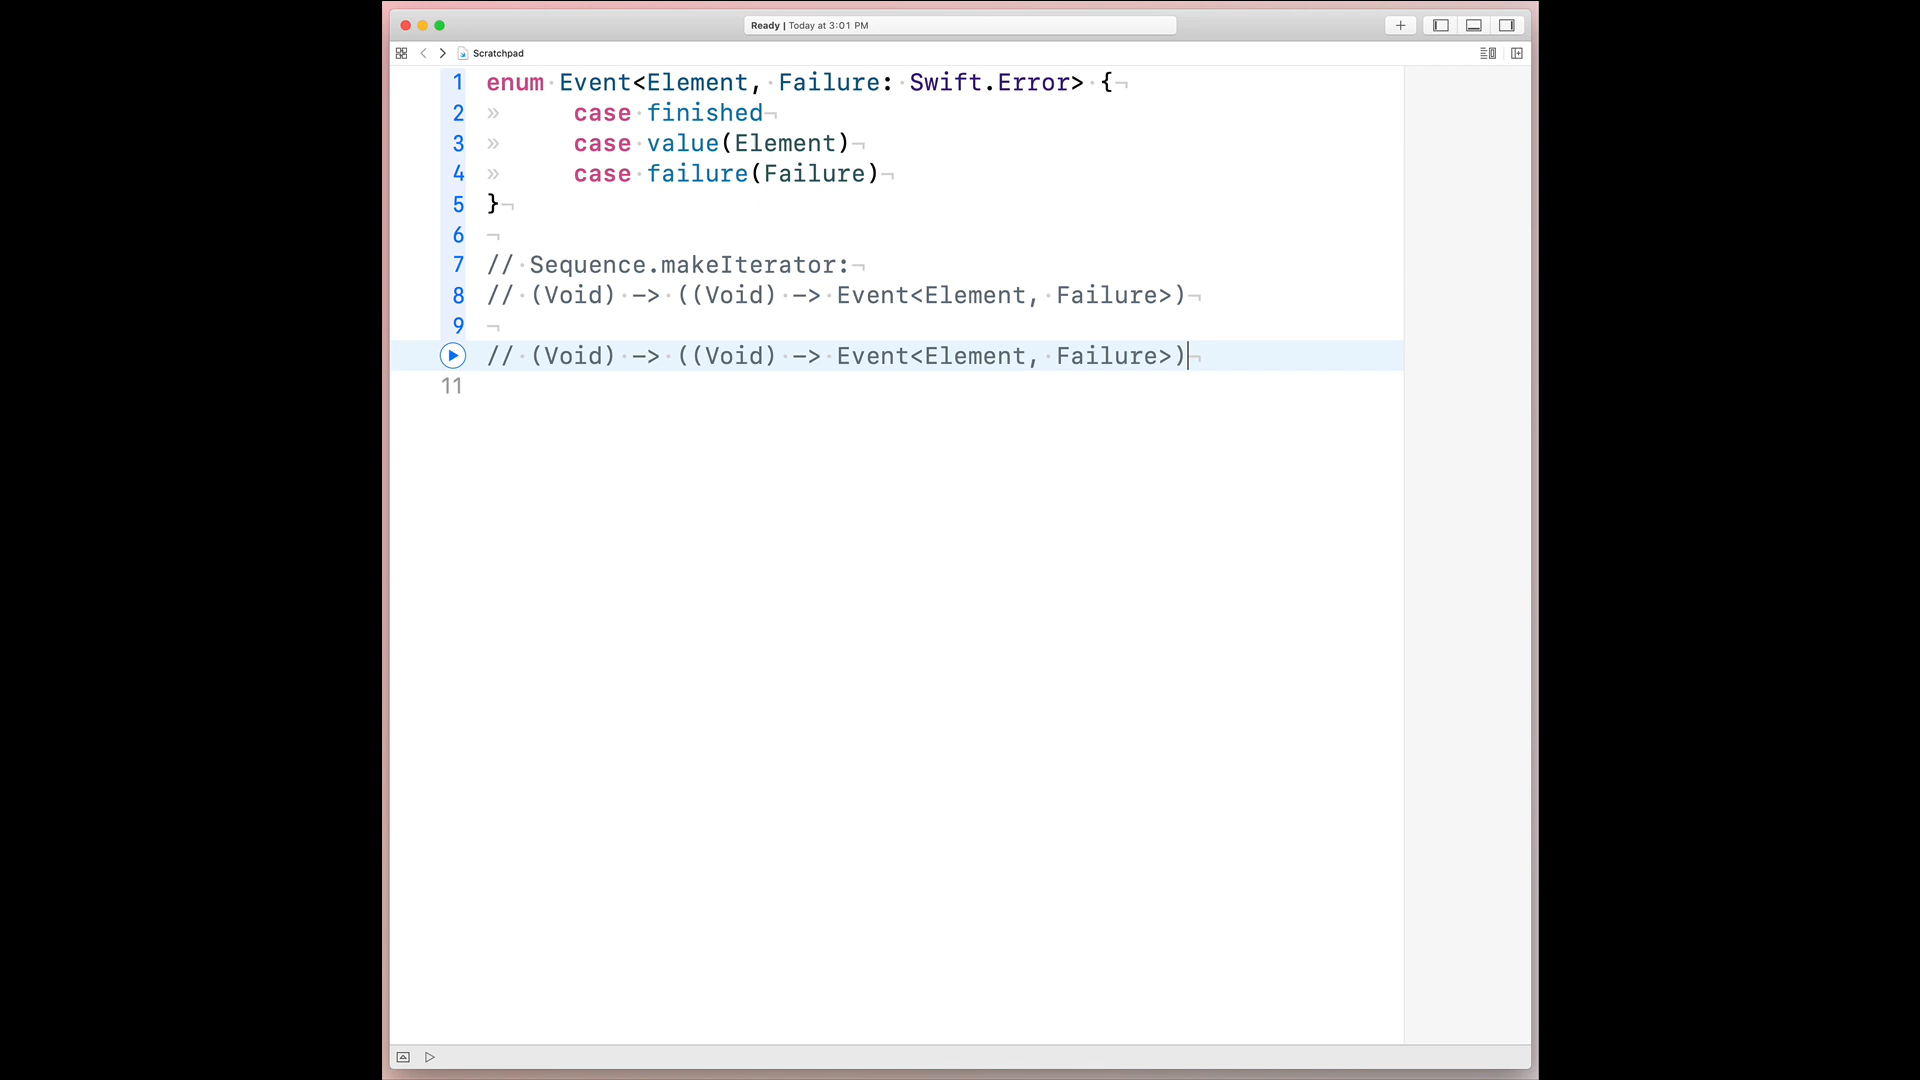 Ready | Today at 3:01 PM
Scratchpad
1 enum Event<Element, Failure: Swift.Error> {
2 case finished
3 case value(Element)
4 case failure(Failure)
5 }
6
7 // Sequence.makeIterator:
8 // (Void) -> ((Void) -> Event<Element, Failure>)
9
// (Void) -> ((Void) -> Event<Element, Failure>)
11